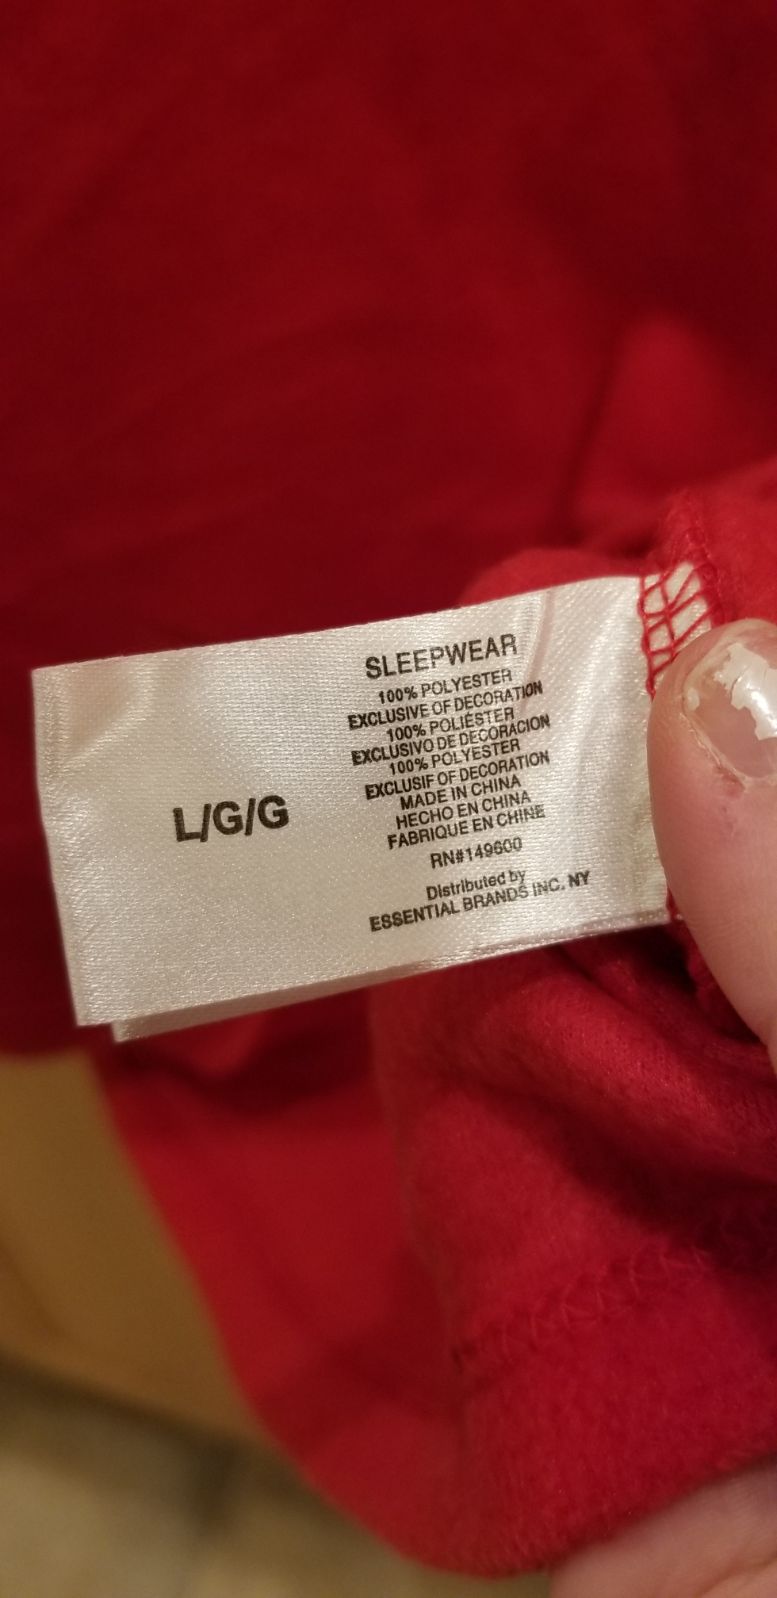 SLEEPWEAR
100% POLYESTER
EXCLUSIVE OF DECORATION
100% POLIÉSTER
EXCLUSIVO DE DECORACION
100% POLYESTER
EXCLUSIF OF DECORATION
MADE IN CHINA
HECHO EN CHINA
FABRIQUE EN CHINE
RN#149600
Distributed by
ESSENTIAL BRANDS INC. NY
L/G/G